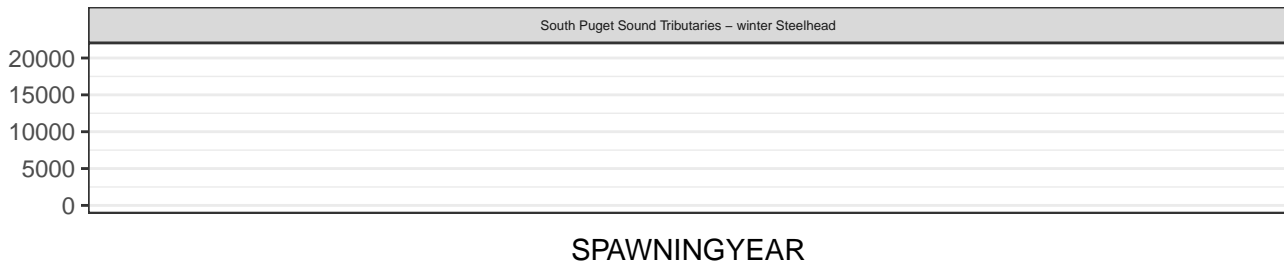 South Puget Sound Tributaries – winter Steelhead
20000
15000
10000
5000
0
SPAWNINGYEAR